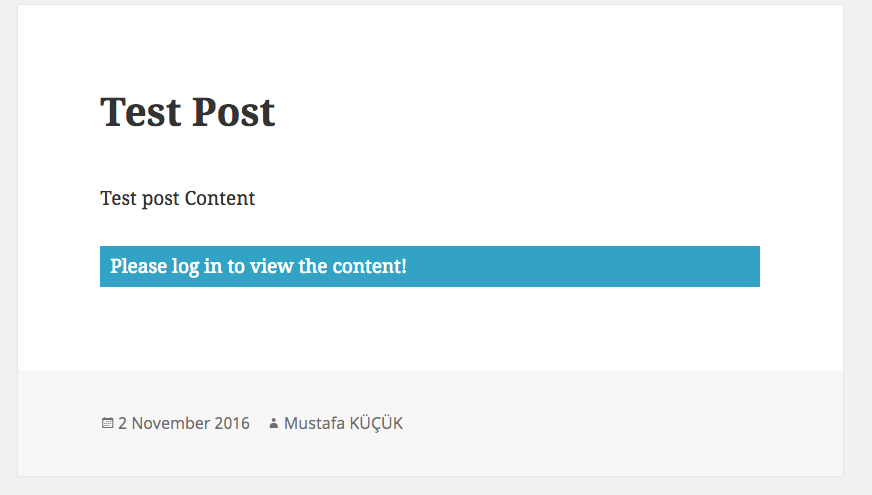 Test Post
Test post Content
Please log in to view the content!
2 November 2016 Mustafa KÜÇÜK